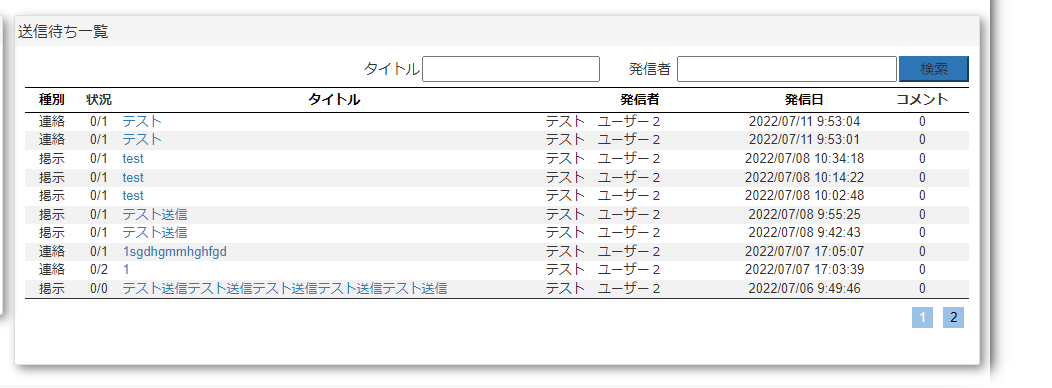 送信待ち一覧
タイトル 発信者 検索
種別 状況 タイトル 発信者 発信日 コメント
連絡 0/1 テスト テスト ユーザー２ 2022/07/11 9:53:04 0
連絡 0/1 テスト テスト ユーザー２ 2022/07/11 9:53:01 0
掲示 0/1 test テスト ユーザー２ 2022/07/08 10:34:18 0
掲示 0/1 test テスト ユーザー２ 2022/07/08 10:14:22 0
掲示 0/1 test テスト ユーザー２ 2022/07/08 10:02:48 0
掲示 0/1 テスト送信 テスト ユーザー２ 2022/07/08 9:55:25 0
掲示 0/1 テスト送信 テスト ユーザー２ 2022/07/08 9:42:43 0
連絡 0/1 1sgdhgmmhghfgd テスト ユーザー２ 2022/07/07 17:05:07 0
連絡 0/2 1 テスト ユーザー２ 2022/07/07 17:03:39 0
掲示 0/0 テスト送信テスト送信テスト送信テスト送信テスト送信 テスト ユーザー２ 2022/07/06 9:49:46 0
1 2